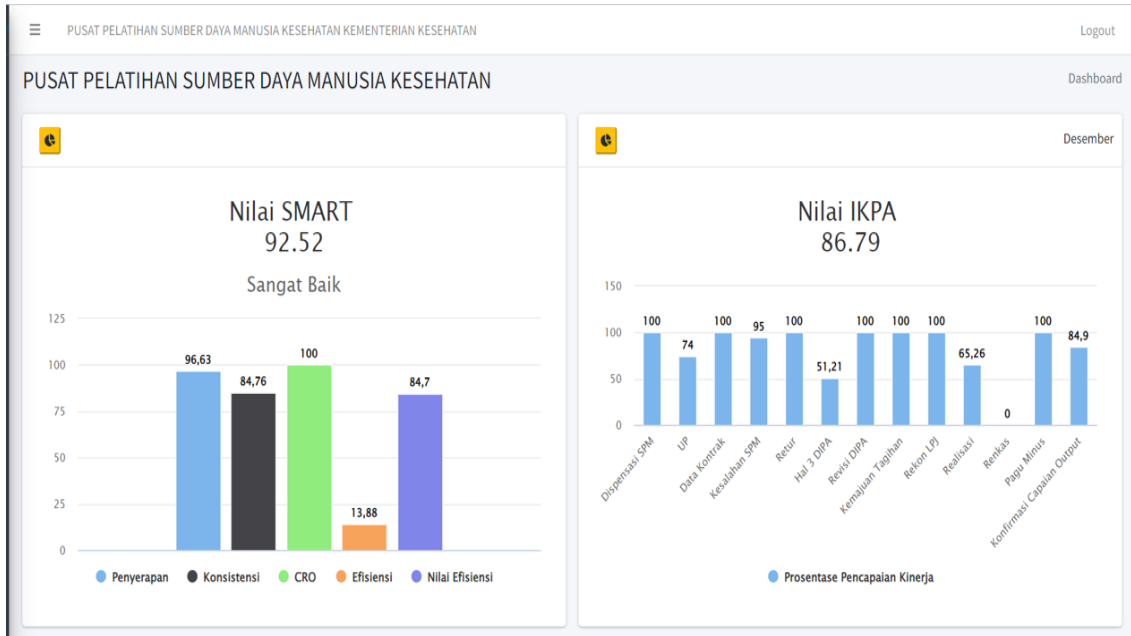 PUSAT PELATIHAN SUMBER DAYA MANUSIA KESEHATAN KEMENTERIAN KESEHATAN
Logout
PUSAT PELATIHAN SUMBER DAYA MANUSIA KESEHATAN
Dashboard
Nilai SMART
92.52
Sangat Baik
125
100
75
50
25
0
96,63
84,76
100
13,88
84,7
Penyerapan Konsistensi CRO Efisiensi Nilai Efisiensi
Desember
Nilai IKPA
86.79
150
100
50
0
100
74
100
95
100
51,21
100
100
100
65,26
0
100
84,9
Dispensasi SPM
UP
Data Kontrak
Kesalahan SPM
Retur
Hal 3 DIPA
Revisi DIPA
Kemajuan Tagihan
Rekon LPJ
Realisasi
Renkas
Pagu Minus
Konfirmasi Capaian Output
Prosentase Pencapaian Kinerja